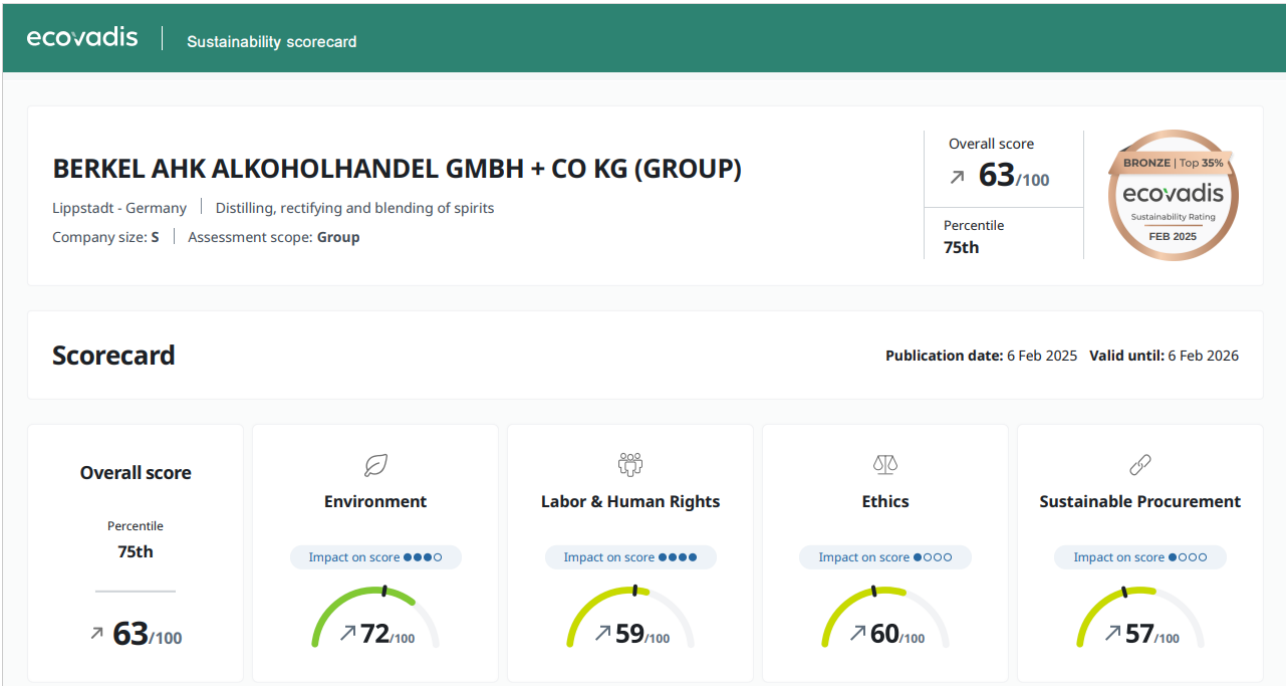 ecovadis | Sustainability scorecard
BERKEL AHK ALKOHOLHANDEL GMBH + CO KG (GROUP)
Lippstadt - Germany | Distilling, rectifying and blending of spirits
Company size: S | Assessment scope: Group
Overall score
63/100
Percentile
75th
BRONZE | Top 35%
ecovadis
Sustainability Rating
FEB 2025
Scorecard
Publication date: 6 Feb 2025 Valid until: 6 Feb 2026
Overall score
Percentile
75th
63/100
Environment
Impact on score
72/100
Labor & Human Rights
Impact on score
59/100
Ethics
Impact on score
60/100
Sustainable Procurement
Impact on score
57/100